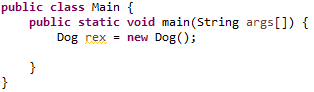 public class Main {
    public static void main(String args[]) {
        Dog rex = new Dog();
    }
}